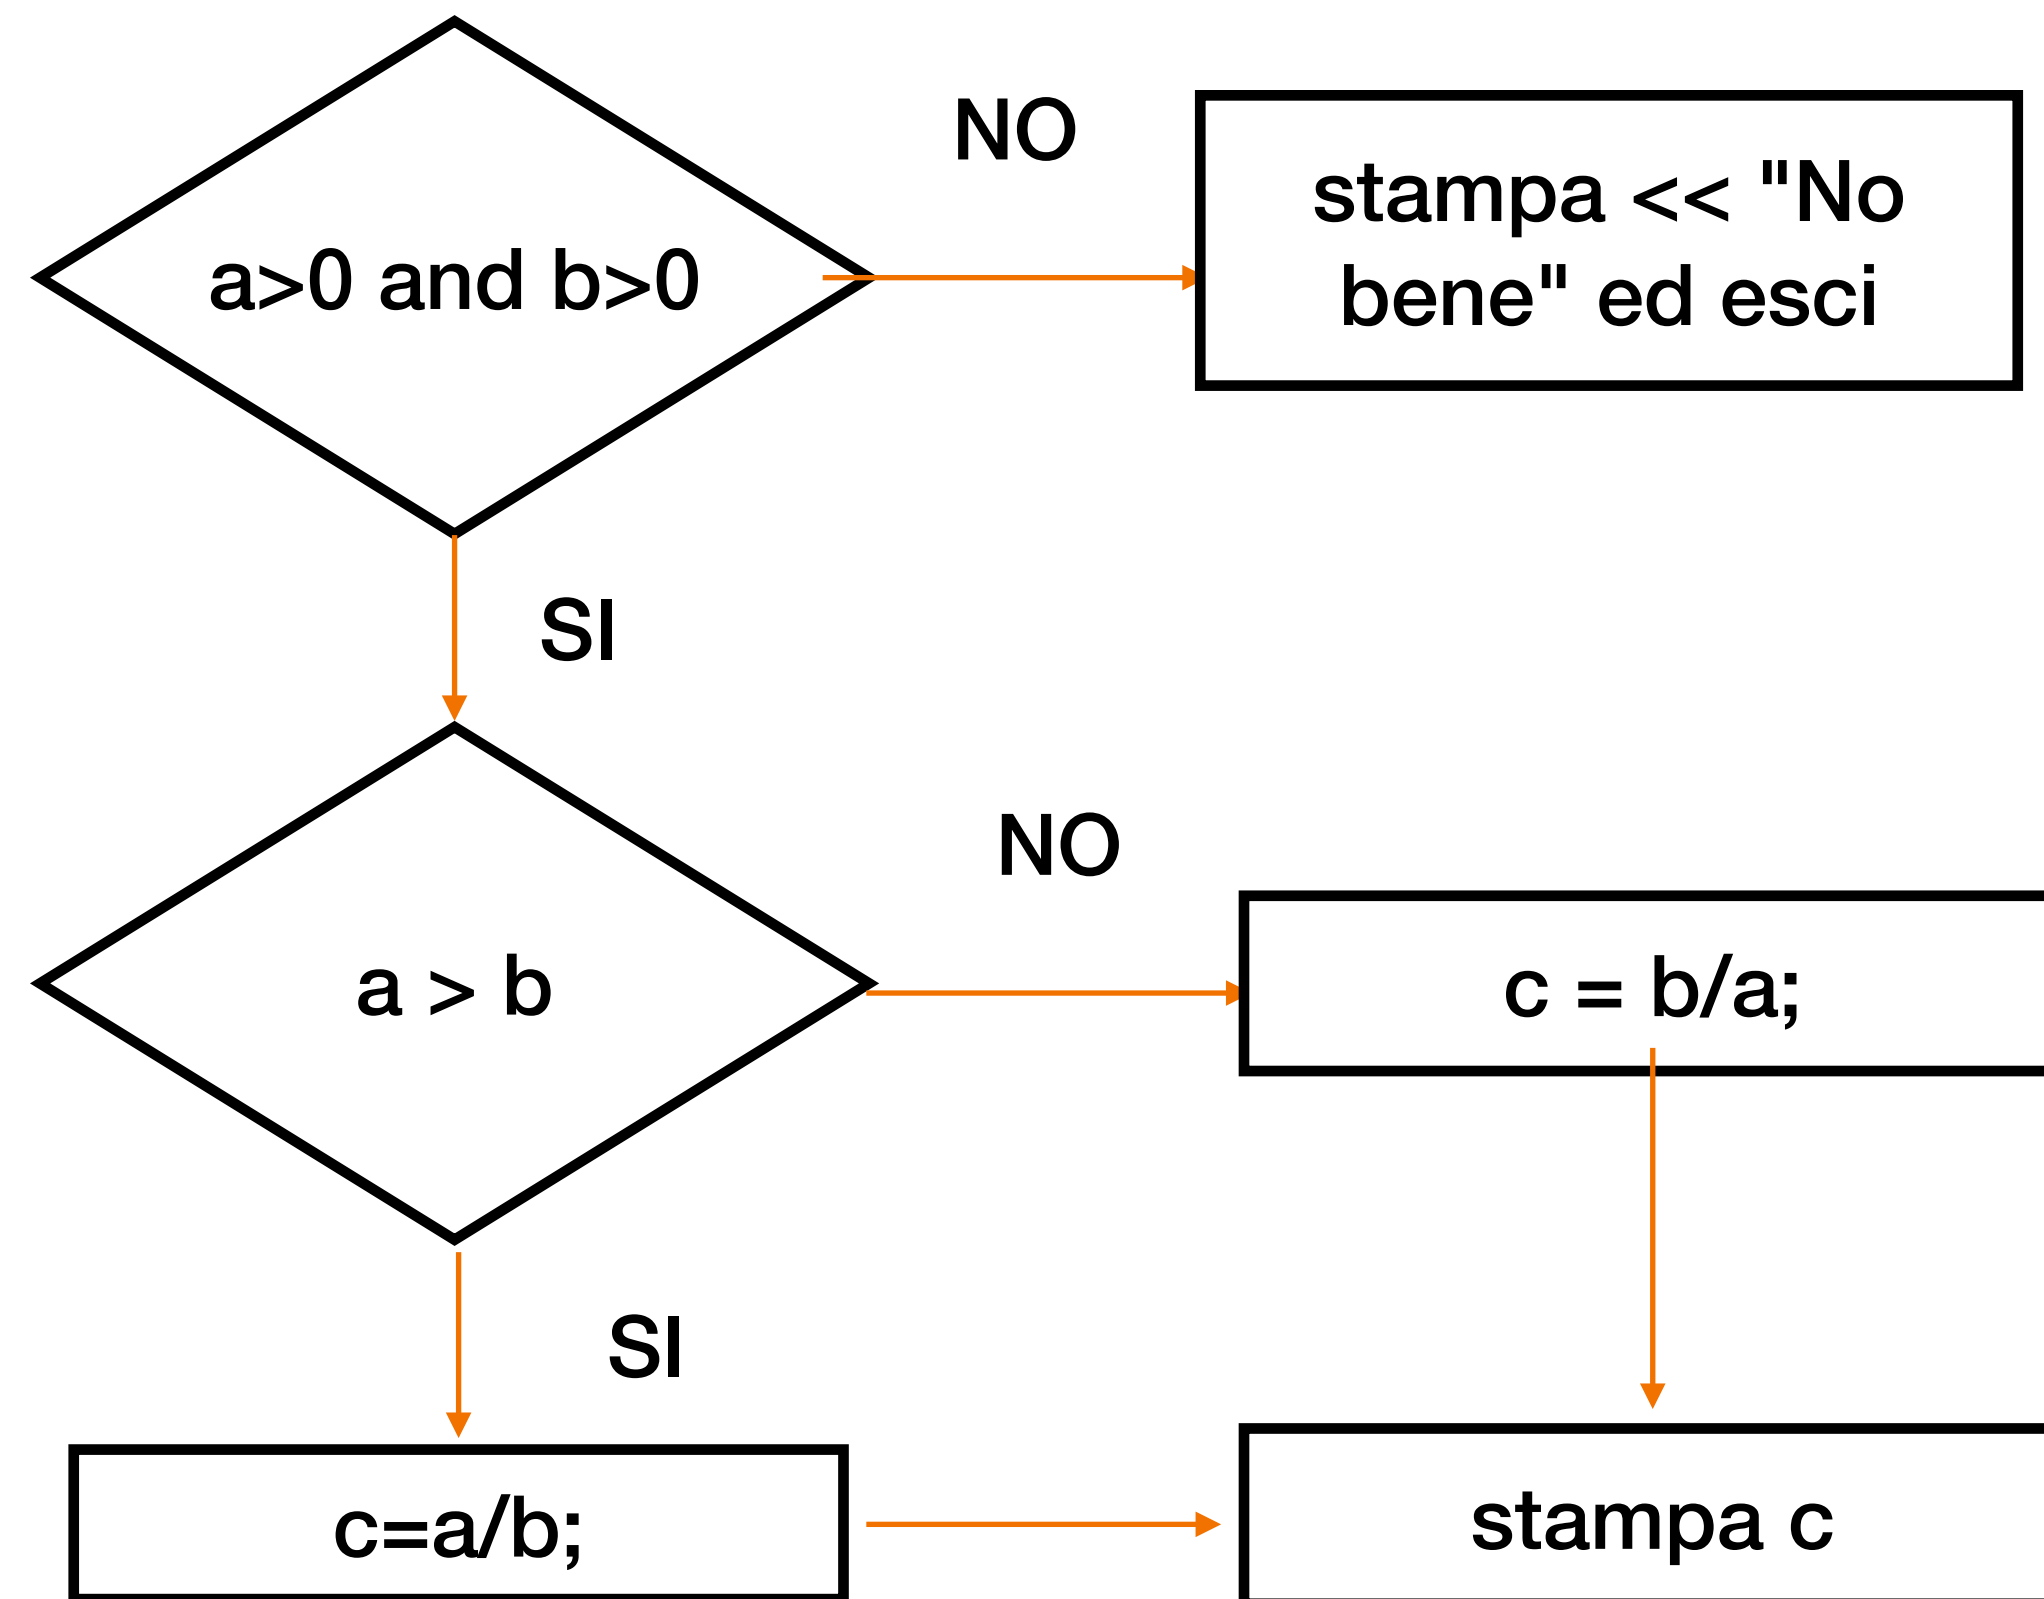 NO
stampa << "No
bene" ed esci
a>0 and b>0
SI
NO
a > b
c = b/a;
SI
c=a/b;
stampa c